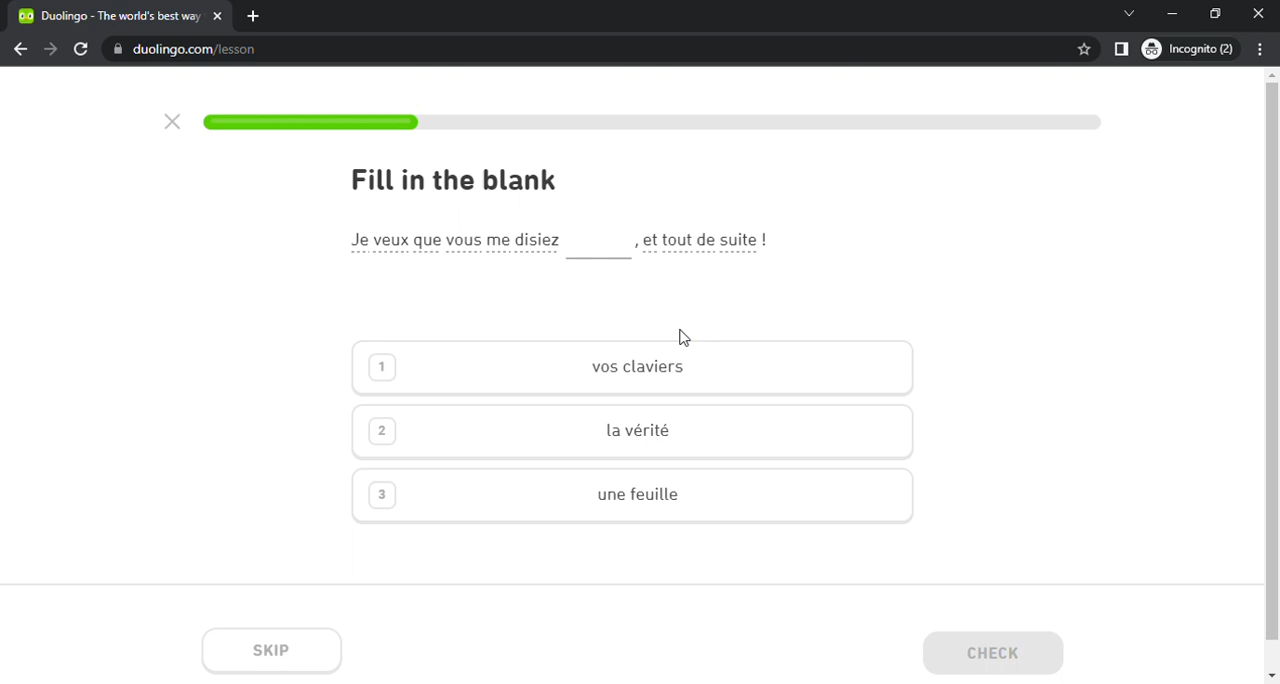 Duolingo - The world's best way
duolingo.com/lesson
Incognito (2)
Fill in the blank
Je veux que vous me disiez ______ , et tout de suite !
1 vos claviers
2 la vérité
3 une feuille
SKIP
CHECK